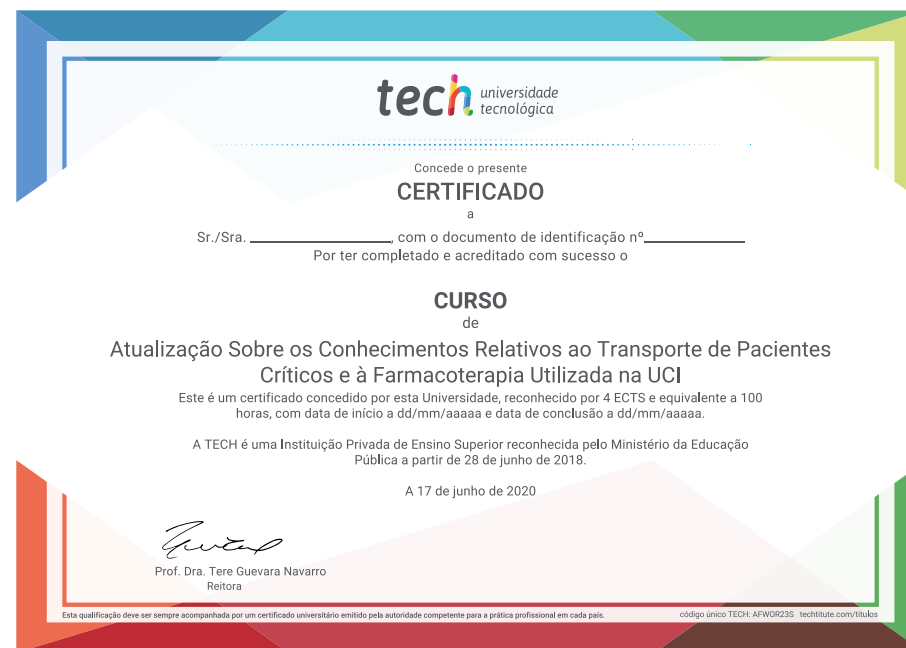 tech universidade
tecnológica
Concede o presente
CERTIFICADO
a
Sr./Sra. ____________________, com o documento de identificação nº______________
Por ter completado e acreditado com sucesso o
CURSO
de
Atualização Sobre os Conhecimentos Relativos ao Transporte de Pacientes
Críticos e à Farmacoterapia Utilizada na UCI
Este é um certificado concedido por esta Universidade, reconhecido por 4 ECTS e equivalente a 100
horas, com data de início a dd/mm/aaaaa e data de conclusão a dd/mm/aaaaa.
A TECH é uma Instituição Privada de Ensino Superior reconhecida pelo Ministério da Educação
Pública a partir de 28 de junho de 2018.
A 17 de junho de 2020
Prof. Dra. Tere Guevara Navarro
Reitora
Esta qualificação deve ser sempre acompanhada por um certificado universitário emitido pela autoridade competente para a prática profissional em cada país.
código único TECH: AFWOR23S techtitute.com/titulos